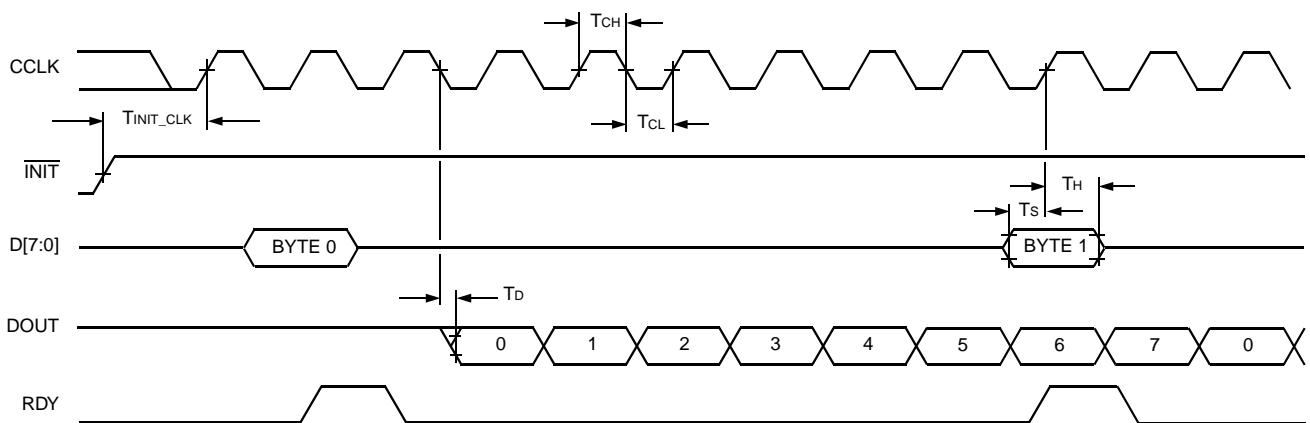 TCH
CCLK
TINIT_CLK
TCL
INIT
TH
TS
D[7:0]
BYTE 0
BYTE 1
TD
DOUT
0 1 2 3 4 5 6 7 0
RDY